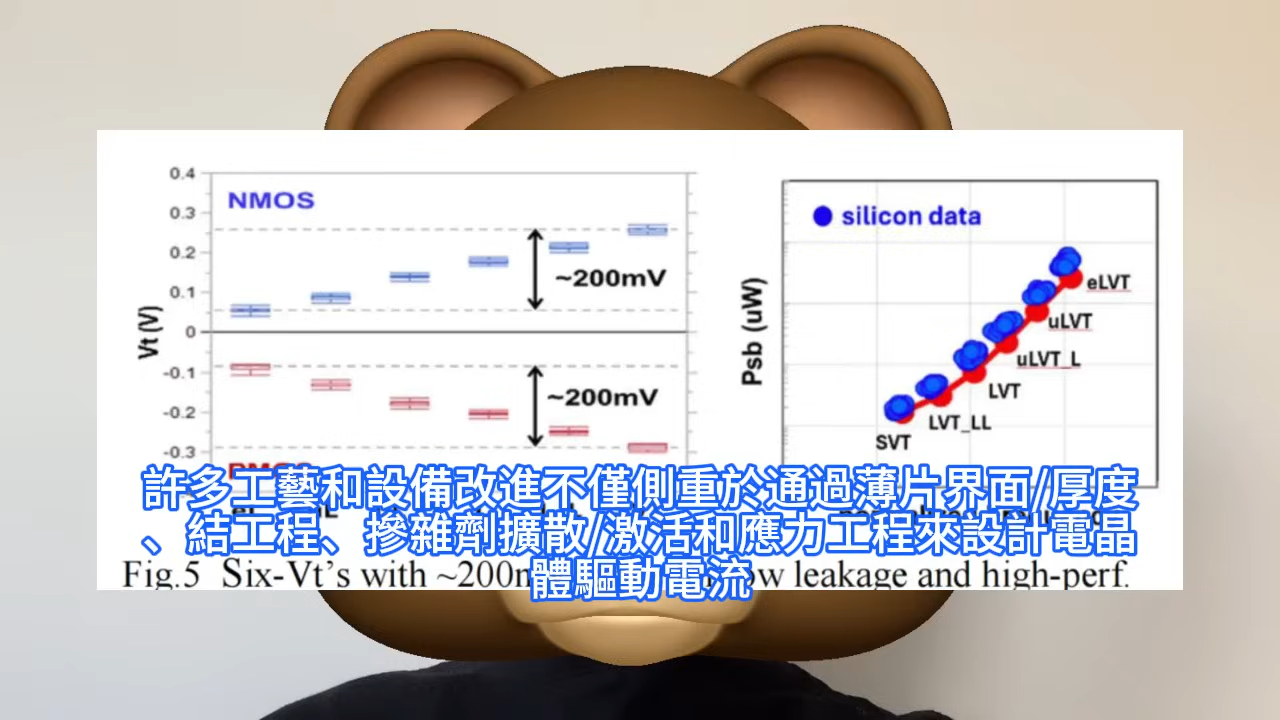 0.4
NMOS
0.3
0.2
~200mV
0.1
Vt (V)
0
-0.1
~200mV
-0.2
-0.3
silicon data
Psb (uW)
eLVT
uLVT
uLVT_L
LVT
LVT_LL
SVT
許多工藝和設備改進不僅側重於通過薄片界面/厚度
、結工程、摻雜劑擴散/激活和應力工程來設計電晶
體驅動電流
Fig.5 Six-Vt's with ~200m
ow leakage and high-perf.